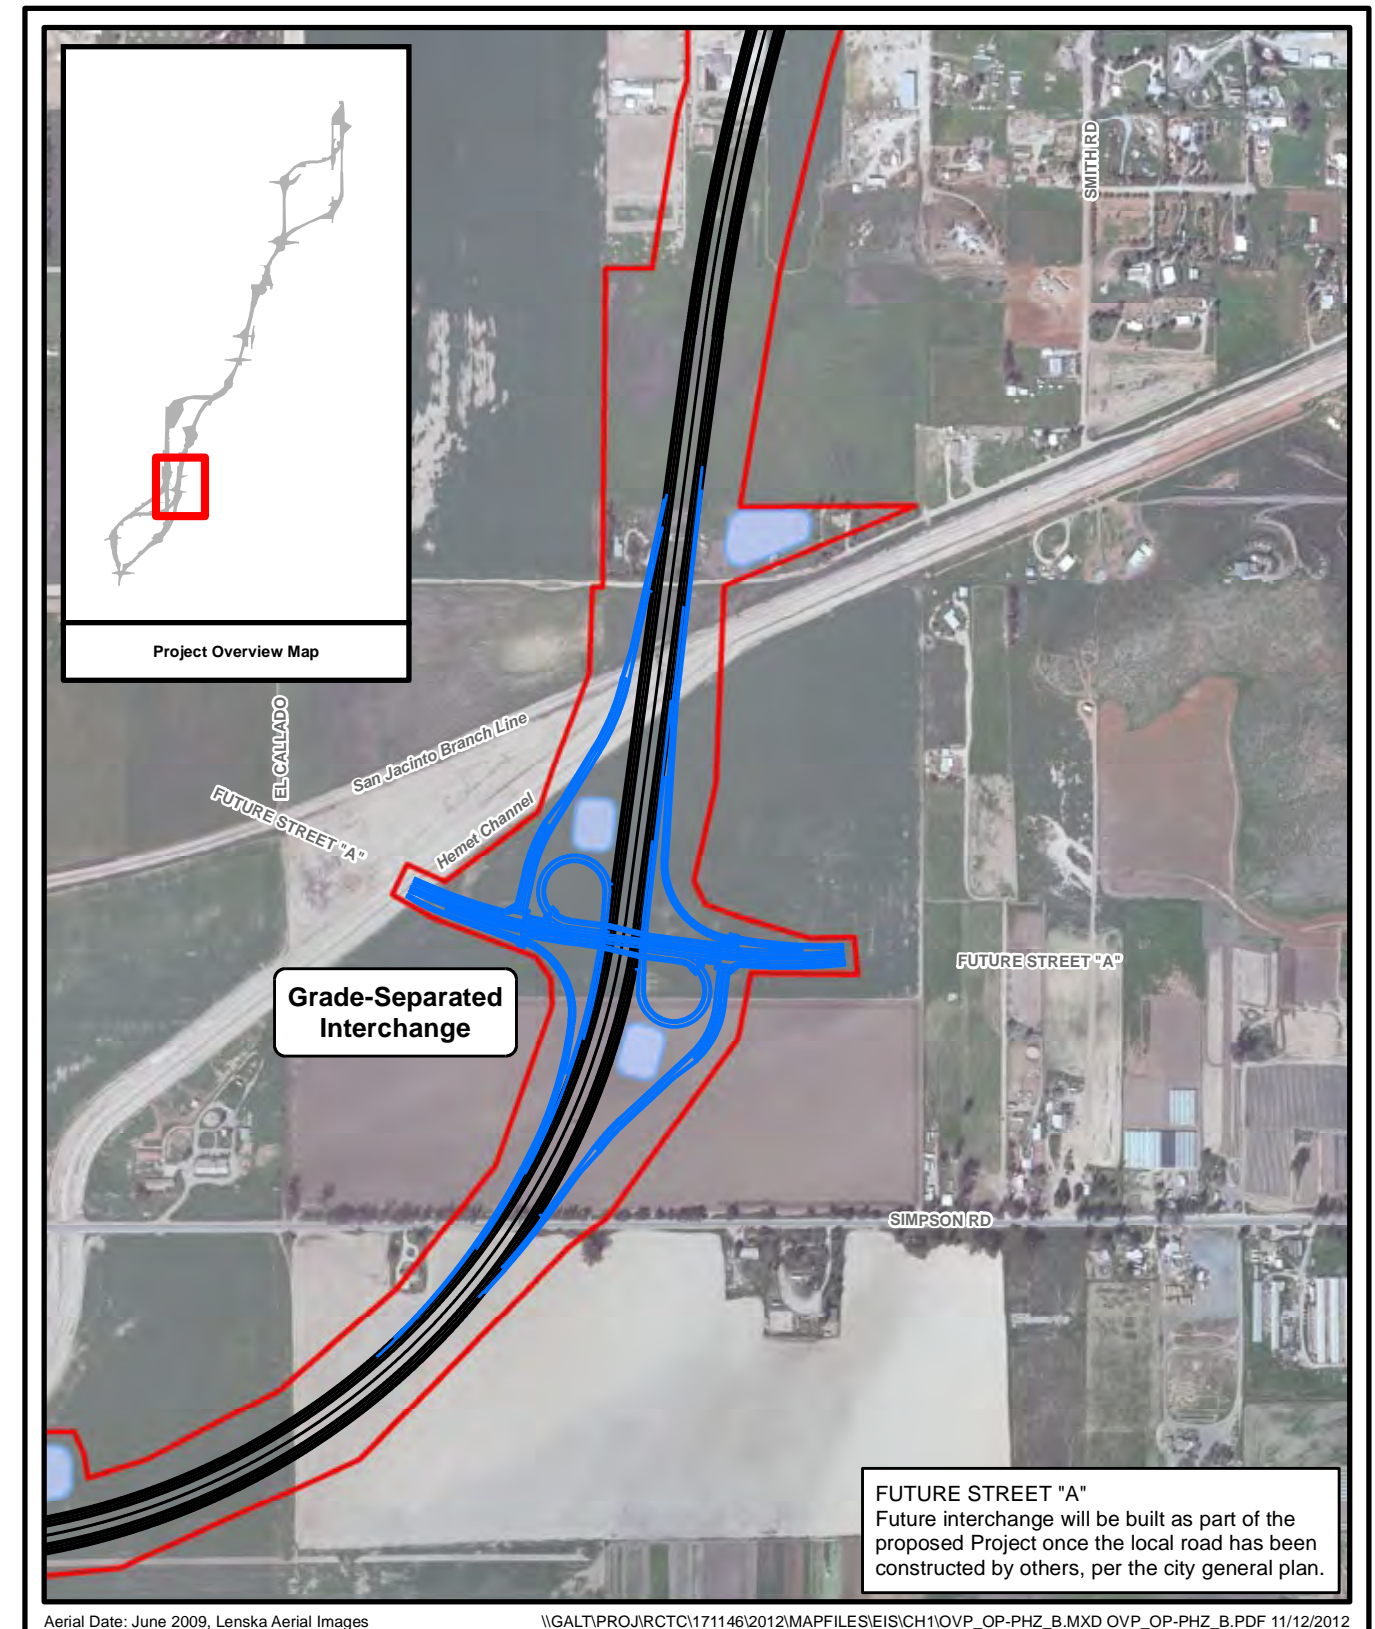 SMITH RD
Project Overview Map
EL CALLADO
San Jacinto Branch Line
FUTURE STREET "A"
Hemet Channel
FUTURE STREET "A"
Grade-Separated
Interchange
SIMPSON RD
FUTURE STREET "A"
Future interchange will be built as part of the
proposed Project once the local road has been
constructed by others, per the city general plan.
Aerial Date: June 2009, Lenska Aerial Images
\\GALT\PROJ\RCTC\171146\2012\MAPFILES\EIS\CH1\OVP_OP-PHZ_B.MXD OVP_OP-PHZ_B.PDF 11/12/2012